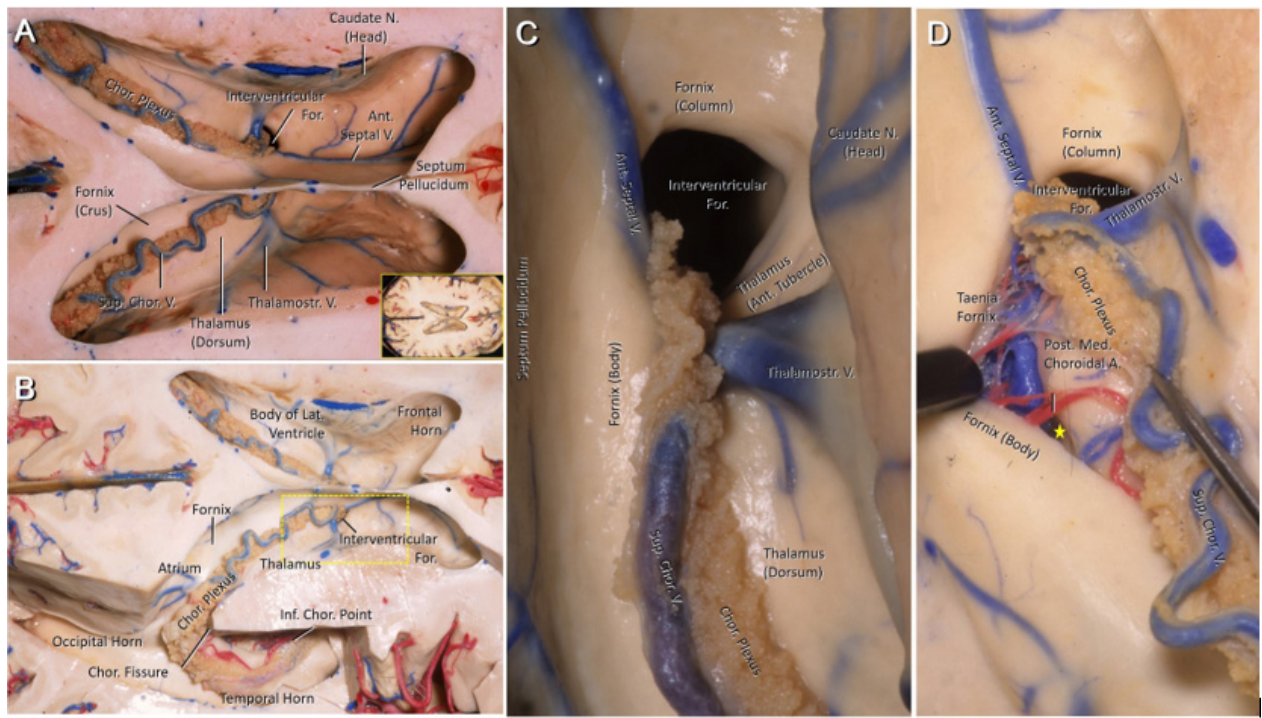 A
Caudate N.
(Head)
Chor. Plexus
Interventricular
For.
Ant.
Septal V.
Septum
Pellucidum
Fornix
(Crus)
Sup. Chor. V.
Thalamostr. V.
Thalamus
(Dorsum)
B
Body of Lat.
Ventricle
Frontal
Horn
Fornix
Interventricular
For.
Atrium
Thalamus
Chor. Plexus
Inf. Chor. Point
Occipital Horn
Chor. Fissure
Temporal Horn
C
Fornix
(Column)
Caudate N.
(Head)
Ant. Septal V.
Interventricular
For.
Thalamus
(Ant. Tubercle)
Septum Pellucidum
Fornix (Body)
Thalamostr. V.
Sup. Chor. V.
Thalamus
(Dorsum)
Chor. Plexus
D
Ant. Septal V.
Fornix
(Column)
Interventricular
For.
Thalamostr. V.
Chor. Plexus
Taenia
Fornix
Post. Med.
Choroidal A.
Fornix (Body)
Sup. Chor. V.